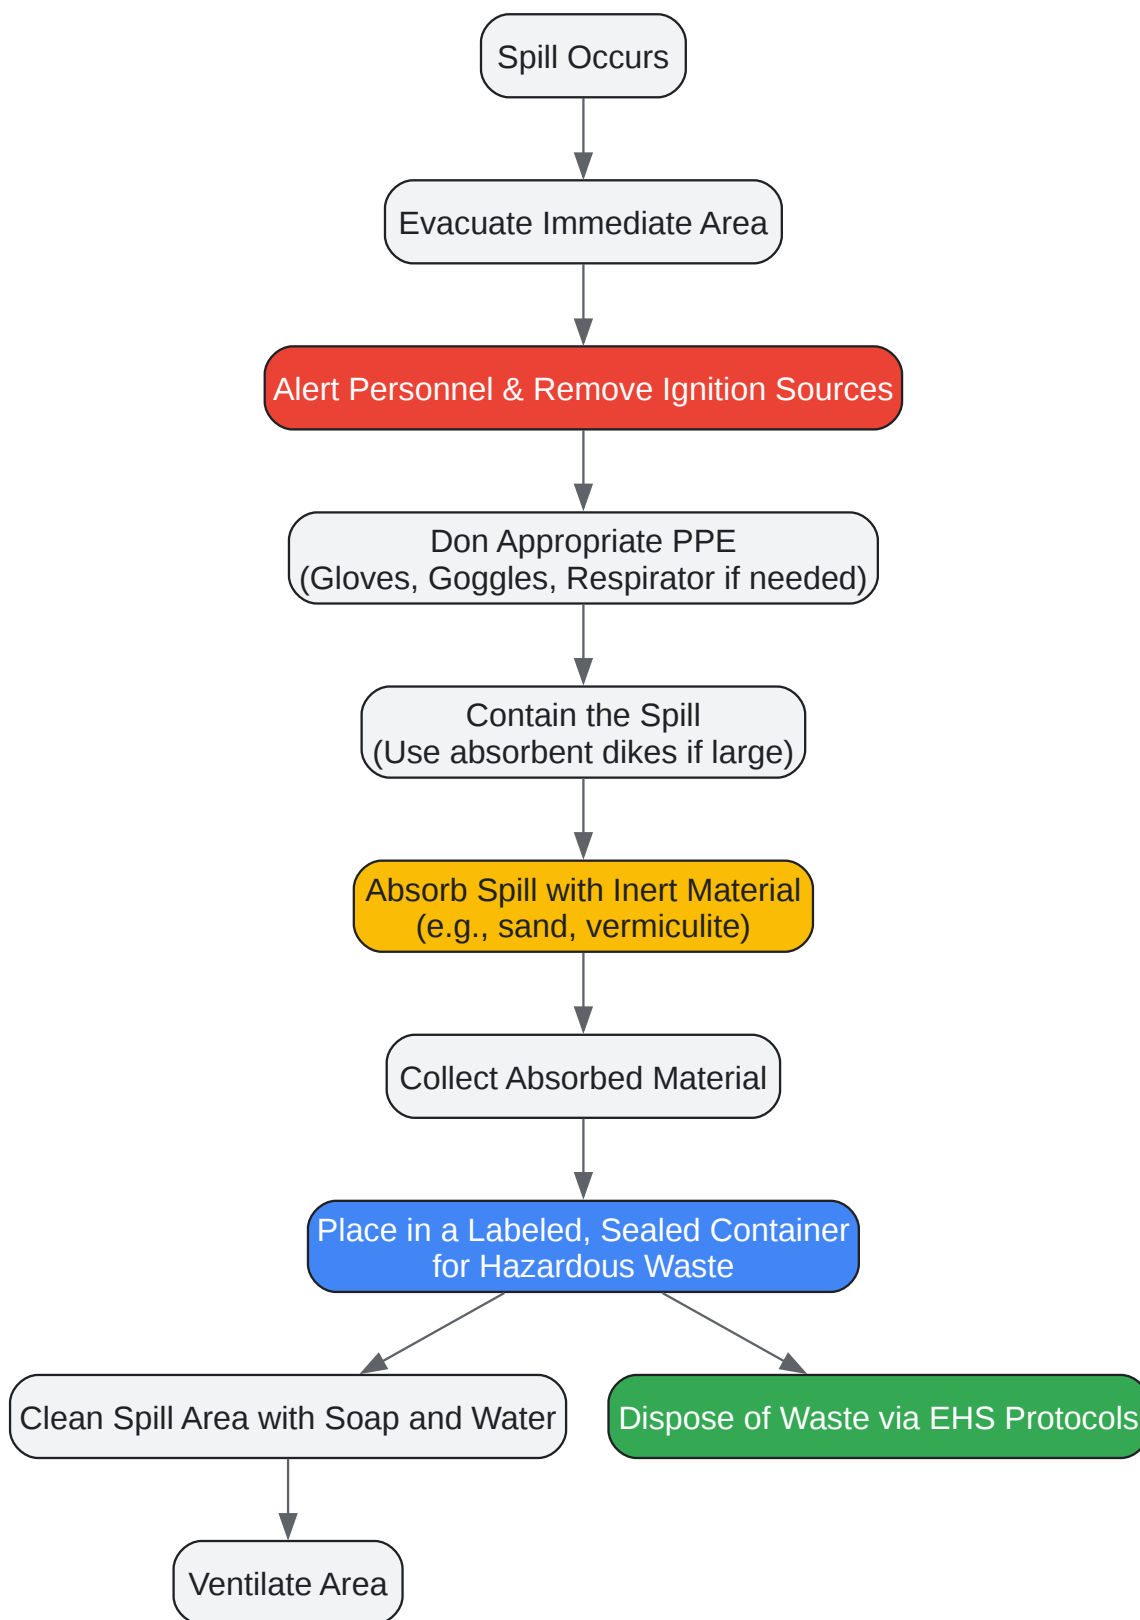 Spill Occurs
Evacuate Immediate Area
Alert Personnel & Remove Ignition Sources
Don Appropriate PPE
(Gloves, Goggles, Respirator if needed)
Contain the Spill
(Use absorbent dikes if large)
Absorb Spill with Inert Material
(e.g., sand, vermiculite)
Collect Absorbed Material
Place in a Labeled, Sealed Container
for Hazardous Waste
Clean Spill Area with Soap and Water
Dispose of Waste via EHS Protocols
Ventilate Area